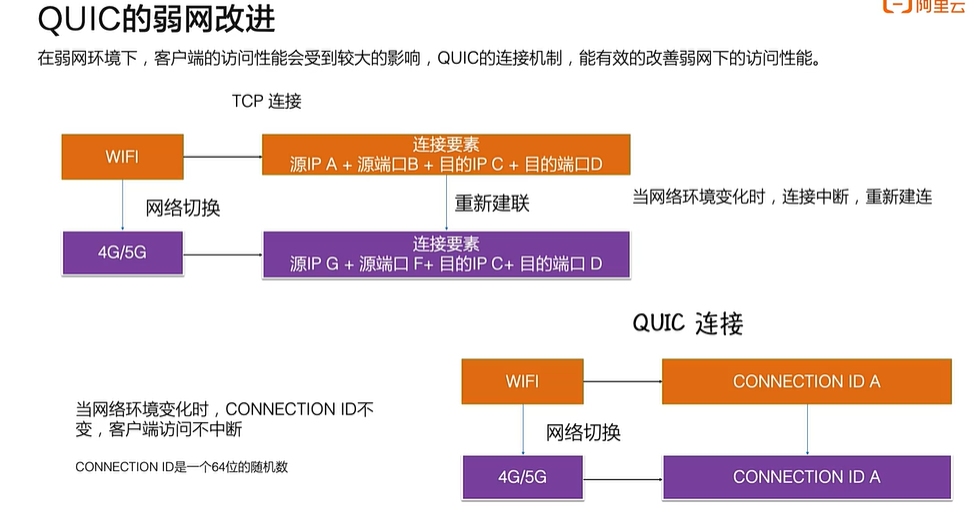 QUIC的弱网改进
阿里云
在弱网环境下，客户端的访问性能会受到较大的影响，QUIC的连接机制，能有效的改善弱网下的访问性能。
TCP 连接
WIFI
连接要素
源IP A + 源端口B + 目的IP C + 目的端口D
网络切换
重新建联
当网络环境变化时，连接中断，重新建连
4G/5G
连接要素
源IP G + 源端口 F+ 目的IP C+ 目的端口 D
QUIC 连接
WIFI
CONNECTION ID A
当网络环境变化时，CONNECTION ID不
变，客户端访问不中断
网络切换
CONNECTION ID是一个64位的随机数
4G/5G
CONNECTION ID A